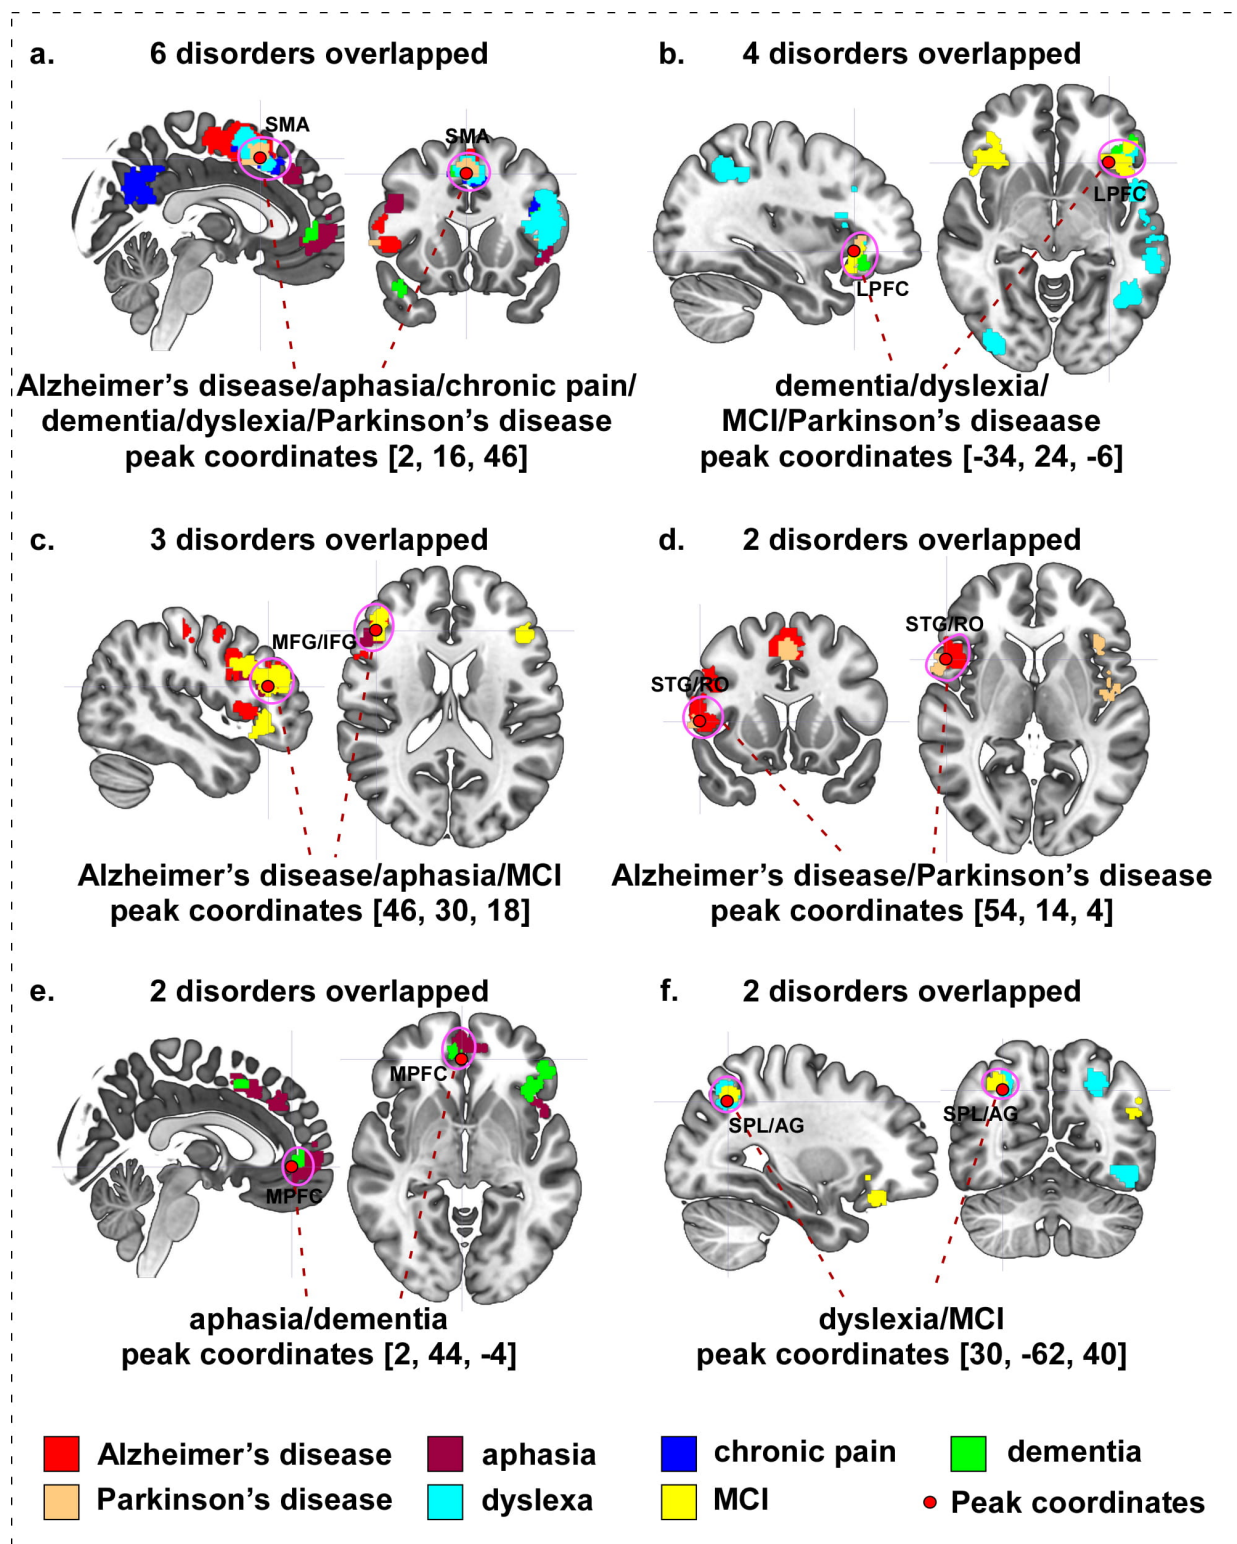 a. 6 disorders overlapped
SMA
SMA
Alzheimer's disease/aphasia/chronic pain/
dementia/dyslexia/Parkinson's disease
peak coordinates [2, 16, 46]
b. 4 disorders overlapped
LPFC
LPFC
dementia/dyslexia/
MCI/Parkinson's diseaase
peak coordinates [-34, 24, -6]
c. 3 disorders overlapped
MFG/IFG
Alzheimer's disease/aphasia/MCI
peak coordinates [46, 30, 18]
d. 2 disorders overlapped
STG/RO
STG/RO
Alzheimer's disease/Parkinson's disease
peak coordinates [54, 14, 4]
e. 2 disorders overlapped
MPFC
MPFC
aphasia/dementia
peak coordinates [2, 44, -4]
f. 2 disorders overlapped
SPL/AG
SPL/AG
dyslexia/MCI
peak coordinates [30, -62, 40]
Alzheimer's disease
aphasia
chronic pain
dementia
Parkinson's disease
dyslexa
MCI
Peak coordinates